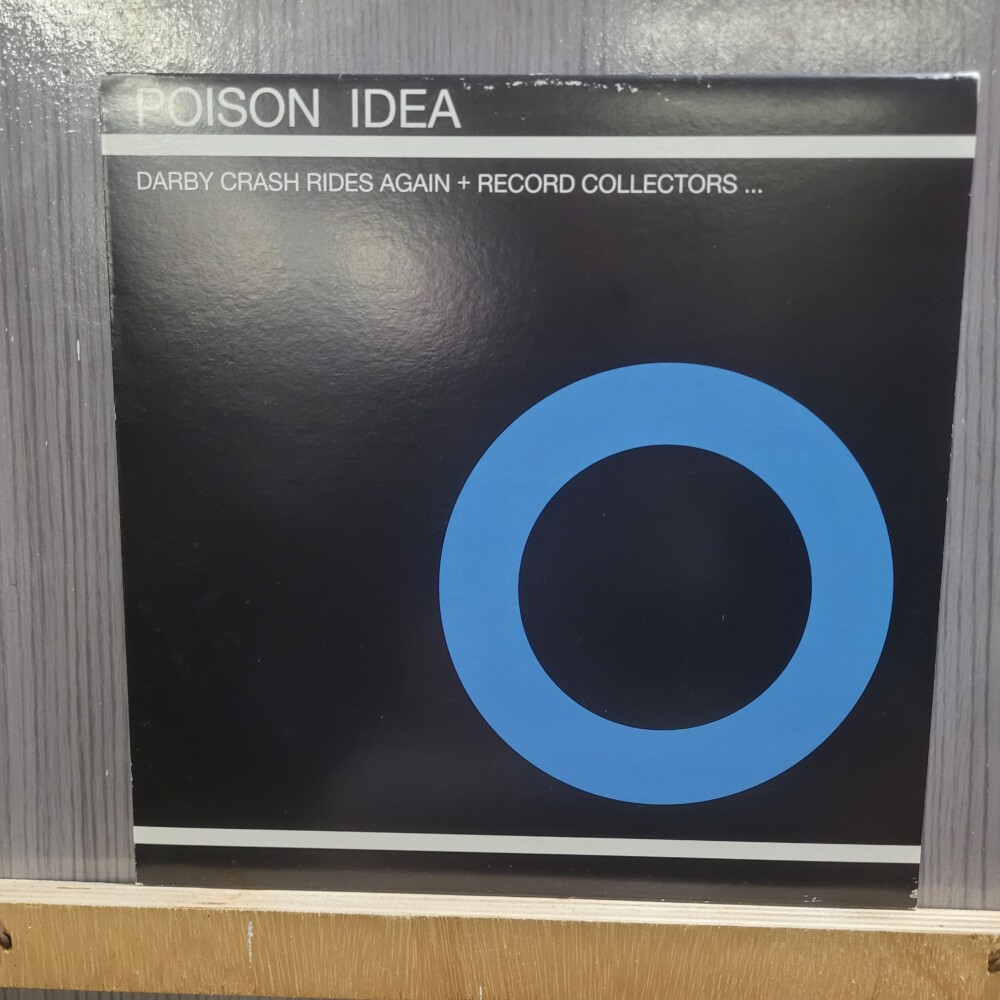 POISON IDEA
DARBY CRASH RIDES AGAIN + RECORD COLLECTORS ...